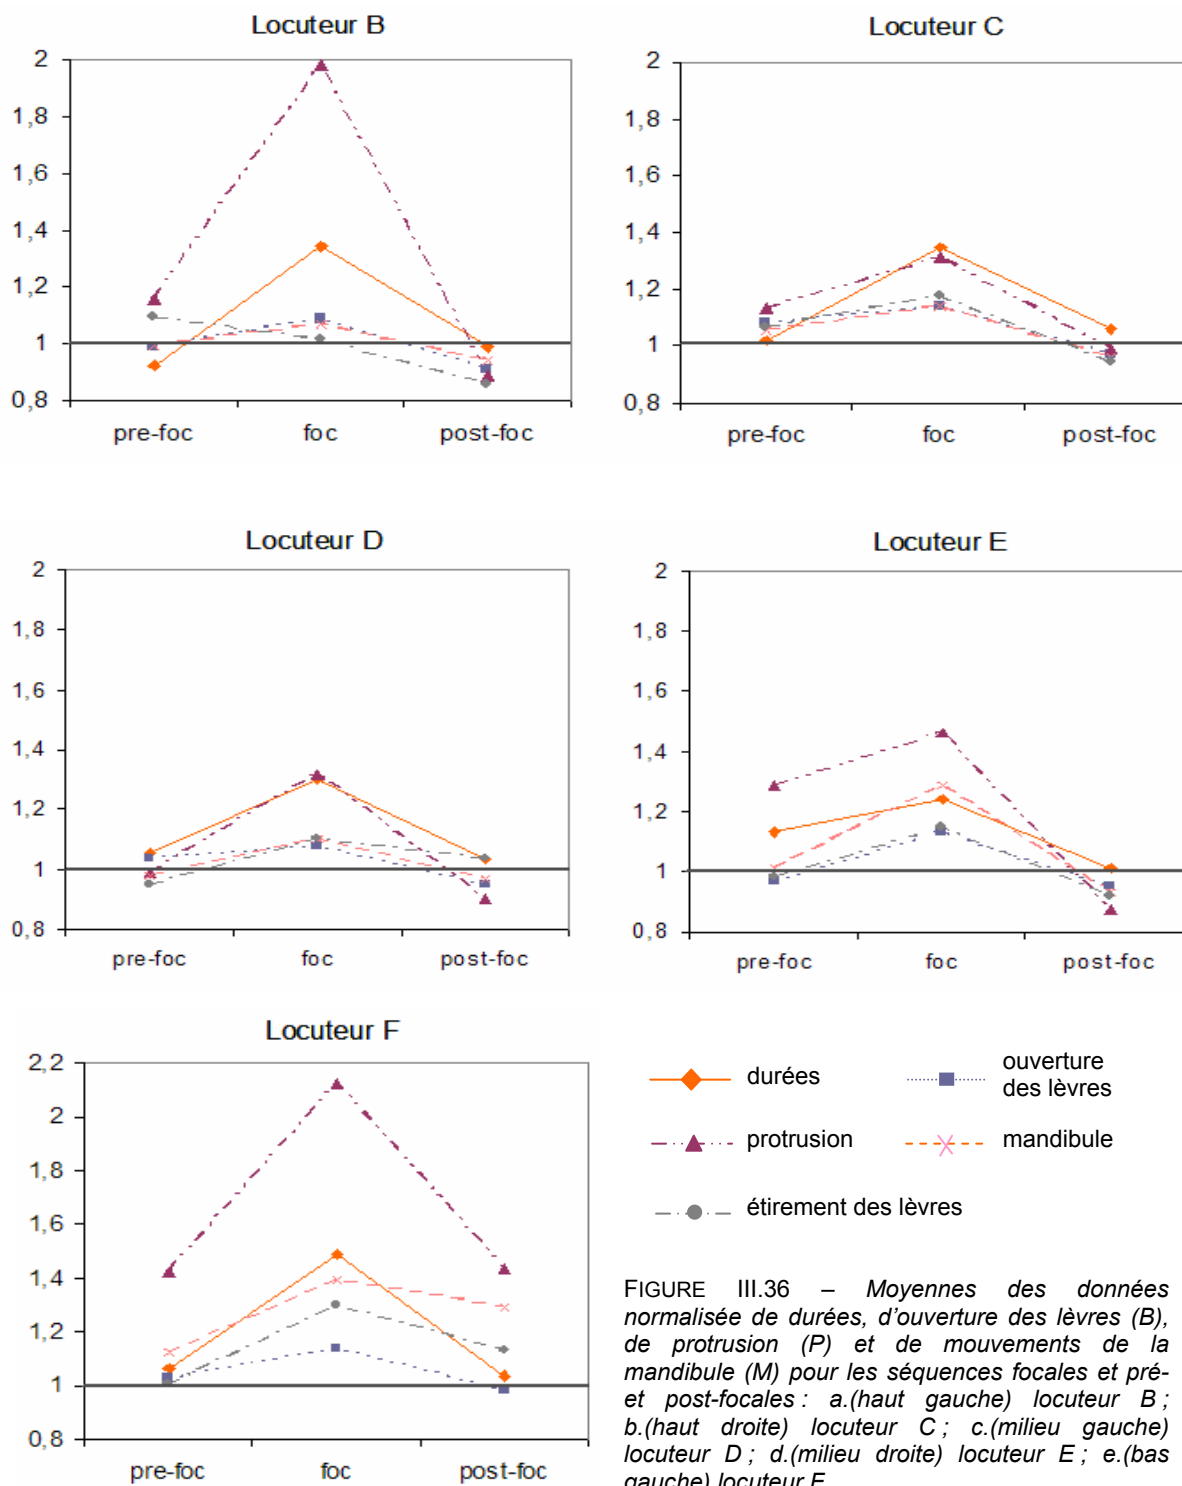 Locuteur B
2
1,8
1,6
1,4
1,2
1
0,8
pre-foc foc post-foc
Locuteur C
2
1,8
1,6
1,4
1,2
1
0,8
pre-foc foc post-foc
Locuteur D
2
1,8
1,6
1,4
1,2
1
0,8
pre-foc foc post-foc
Locuteur E
2
1,8
1,6
1,4
1,2
1
0,8
pre-foc foc post-foc
Locuteur F
2,2
2
1,8
1,6
1,4
1,2
1
0,8
pre-foc foc post-foc
durées
ouverture
des lèvres
protrusion
mandibule
étirement des lèvres
FIGURE III.36 – Moyennes des données
normalisée de durées, d'ouverture des lèvres (B),
de protrusion (P) et de mouvements de la
mandibule (M) pour les séquences focales et pré-
et post-focales : a.(haut gauche) locuteur B ;
b.(haut droite) locuteur C ; c.(milieu gauche)
locuteur D ; d.(milieu droite) locuteur E ; e.(bas
gauche) locuteur F